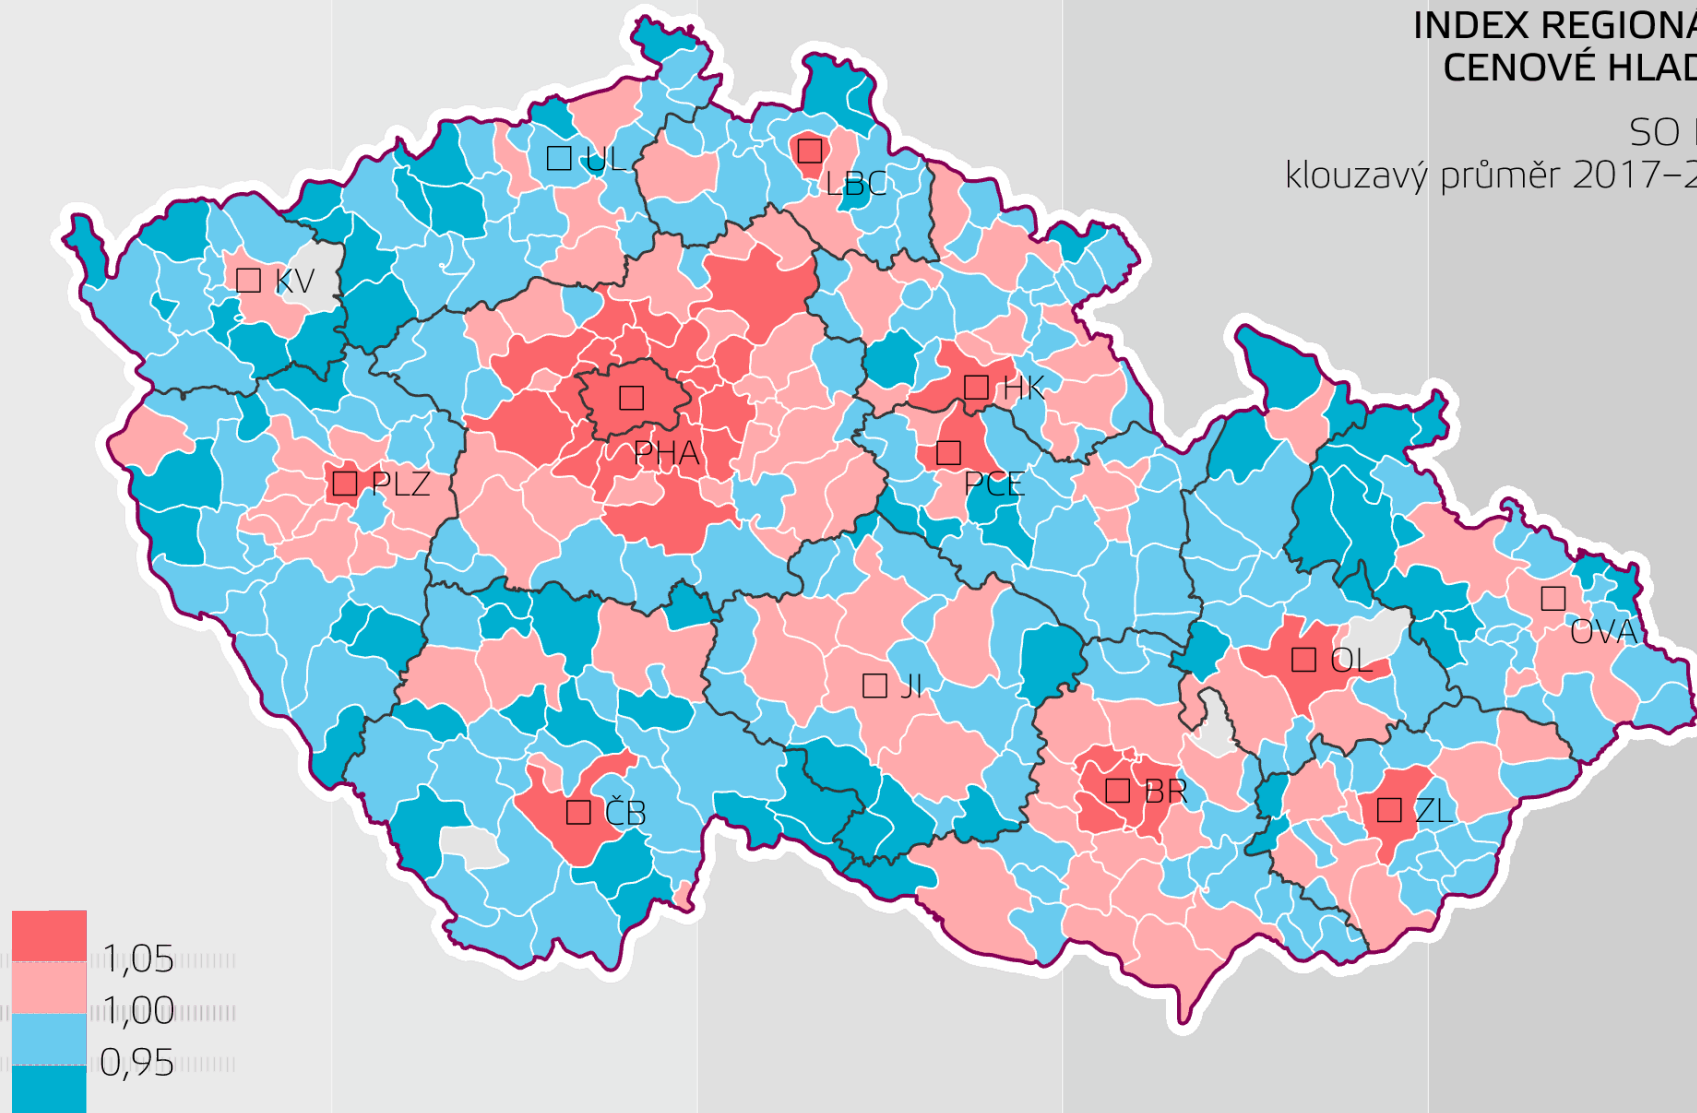 INDEX REGIONÁ
CENOVÉ HLAD
SO
klouzavý průměr 2017–2
UL
LBC
KV
HK
PHA
PLZ
PCE
OVA
OL
JI
BR
ČB
ZL
1,05
1,00
0,95